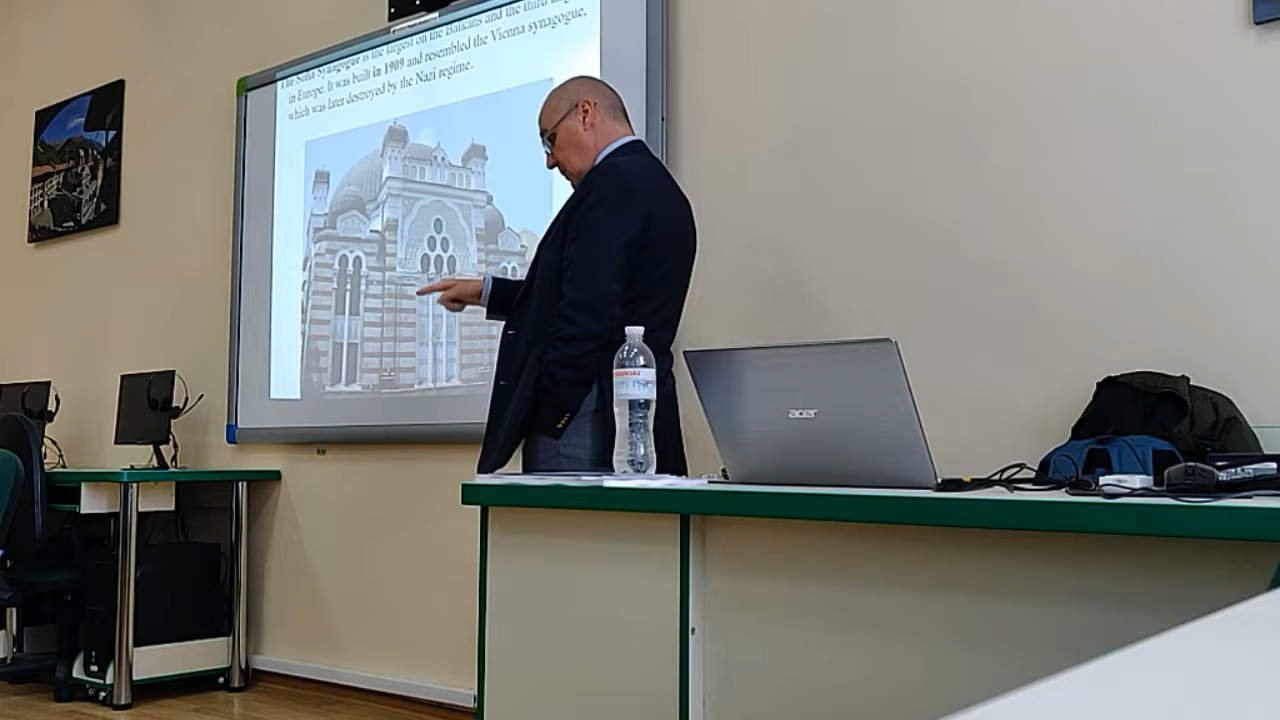 The Sofia Synagogue is the largest on the Balkans and the third
in Europe. It was built in 1909 and resembled the Vienna synagogue,
which was later destroyed by the Nazi regime.
acer